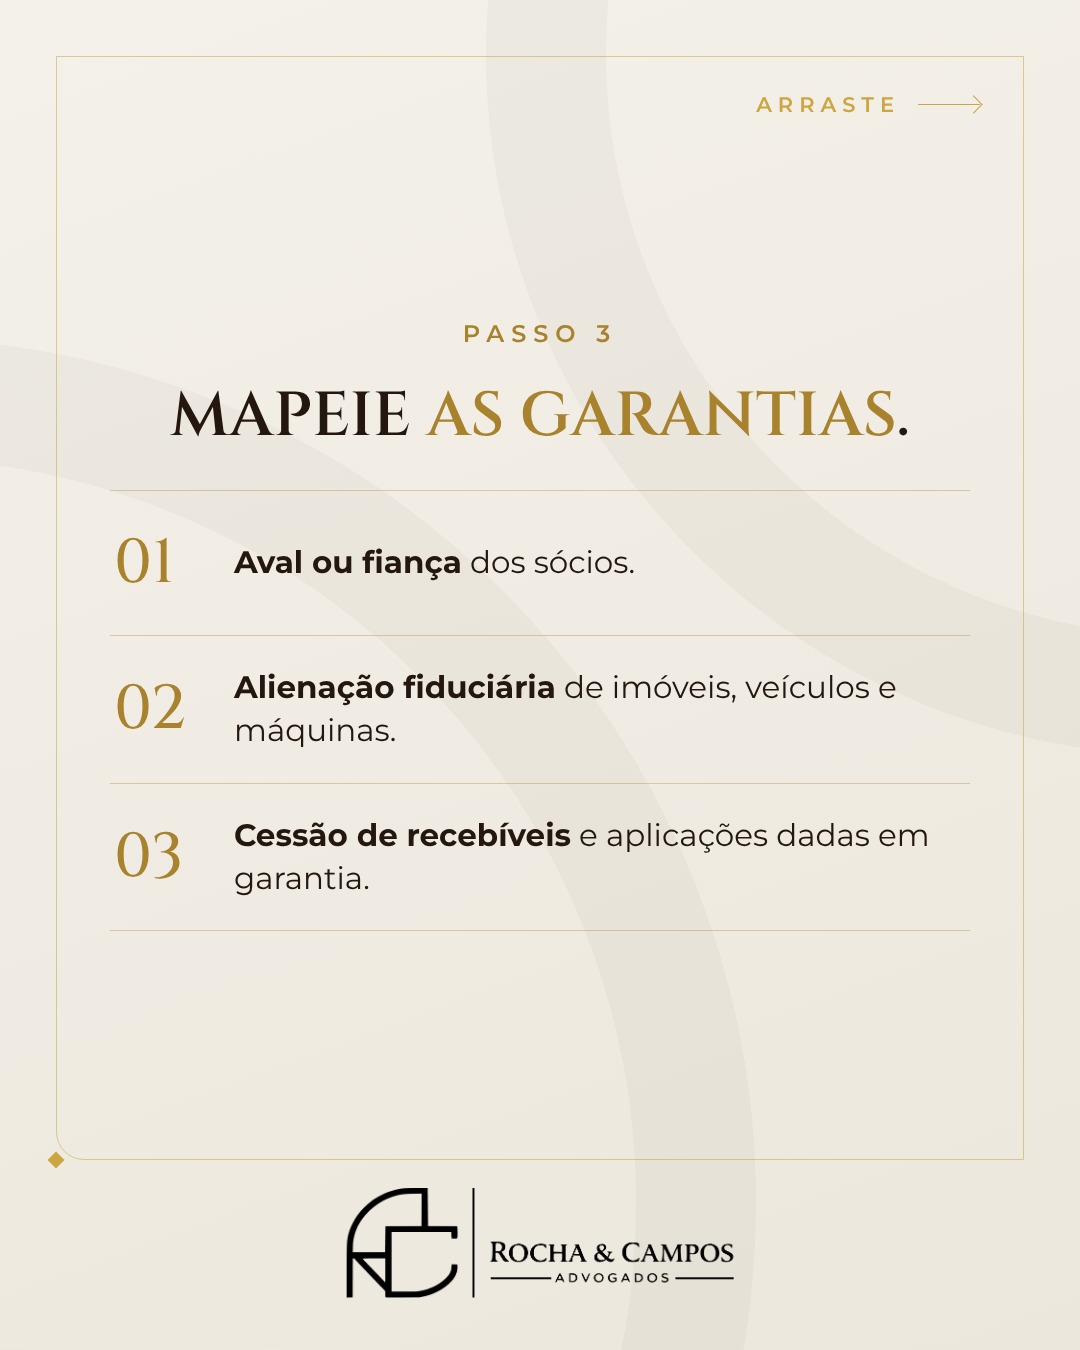 ARRASTE
PASSO 3
MAPEIE AS GARANTIAS.
01
Aval ou fiança dos sócios.
02
Alienação fiduciária de imóveis, veículos e
máquinas.
03
Cessão de recebíveis e aplicações dadas em
garantia.
ROCHA & CAMPOS
ADVOGADOS